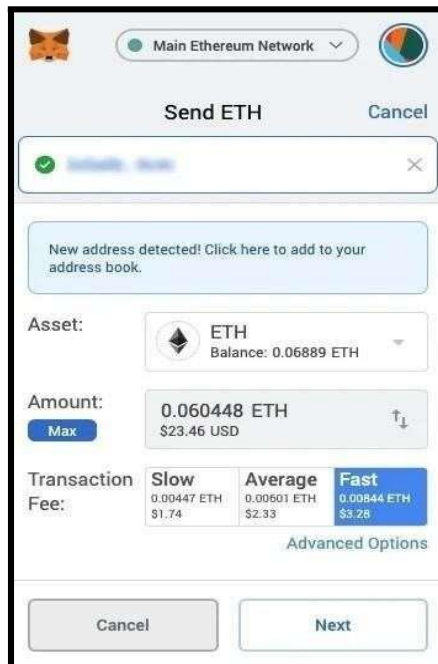 Main Ethereum Network
Send ETH
Cancel
New address detected! Click here to add to your
address book.
Asset:
ETH
Balance: 0.06889 ETH
Amount:
Max
0.060448 ETH
$23.46 USD
Transaction
Fee:
Slow
0.00447 ETH
$1.74
Average
0.00601 ETH
$2.33
Fast
0.00844 ETH
$3.28
Advanced Options
Cancel
Next